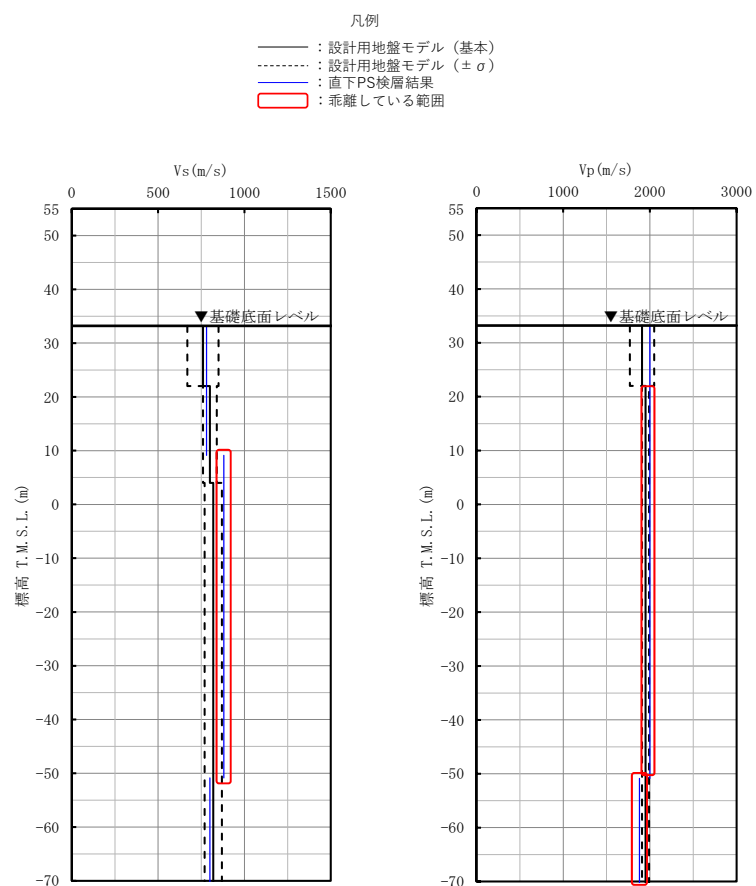 凡例
：設計用地盤モデル（基本）
：設計用地盤モデル（±σ）
：直下PS検層結果
：乖離している範囲
Vs(m/s)
0 500 1000 1500
55
50
40
▼基礎底面レベル
30
20
10
0
-10
-20
-30
-40
-50
-60
-70
標高 T.M.S.L.(m)
Vp(m/s)
0 1000 2000 3000
55
50
40
▼基礎底面レベル
30
20
10
0
-10
-20
-30
-40
-50
-60
-70
標高 T.M.S.L.(m)